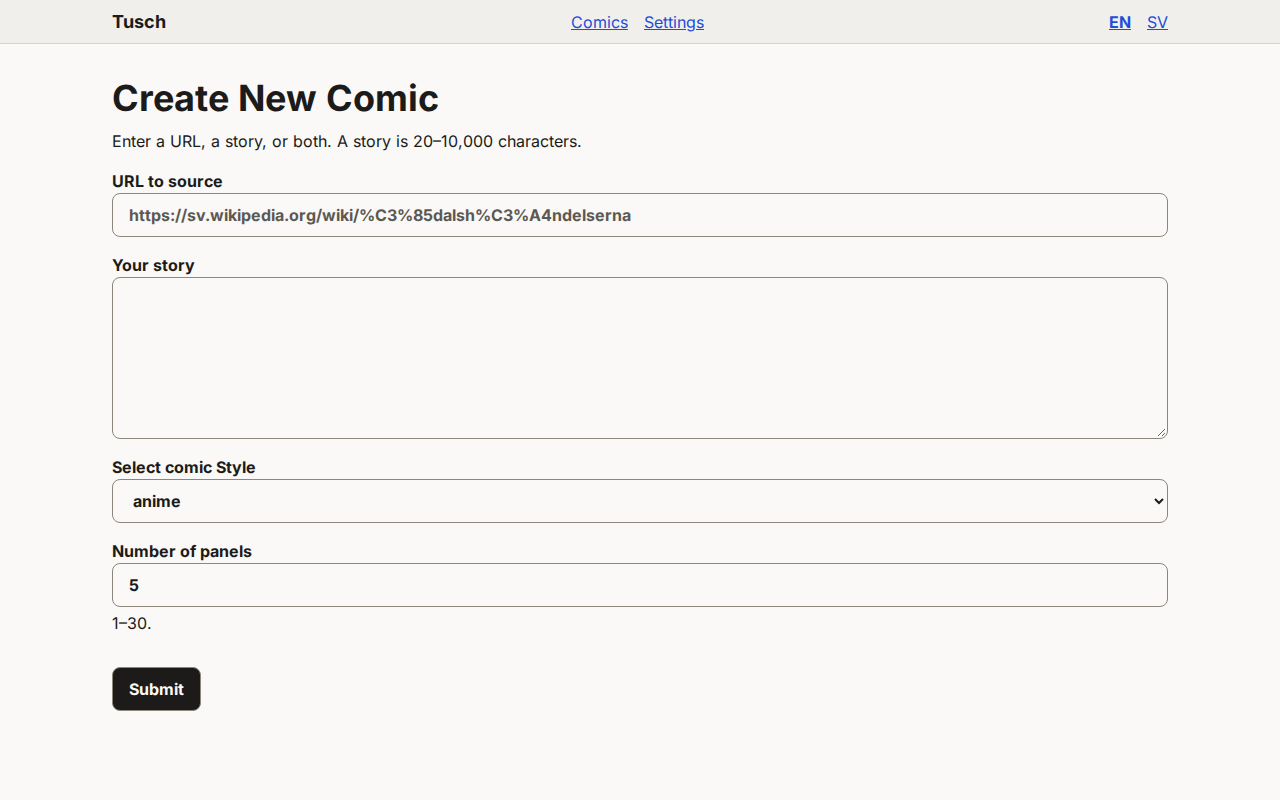 Tusch Comics Settings EN SV
Create New Comic
Enter a URL, a story, or both. A story is 20–10,000 characters.
URL to source
https://sv.wikipedia.org/wiki/%C3%85dalsh%C3%A4ndelserna
Your story
Select comic Style
anime
Number of panels
5
1–30.
Submit